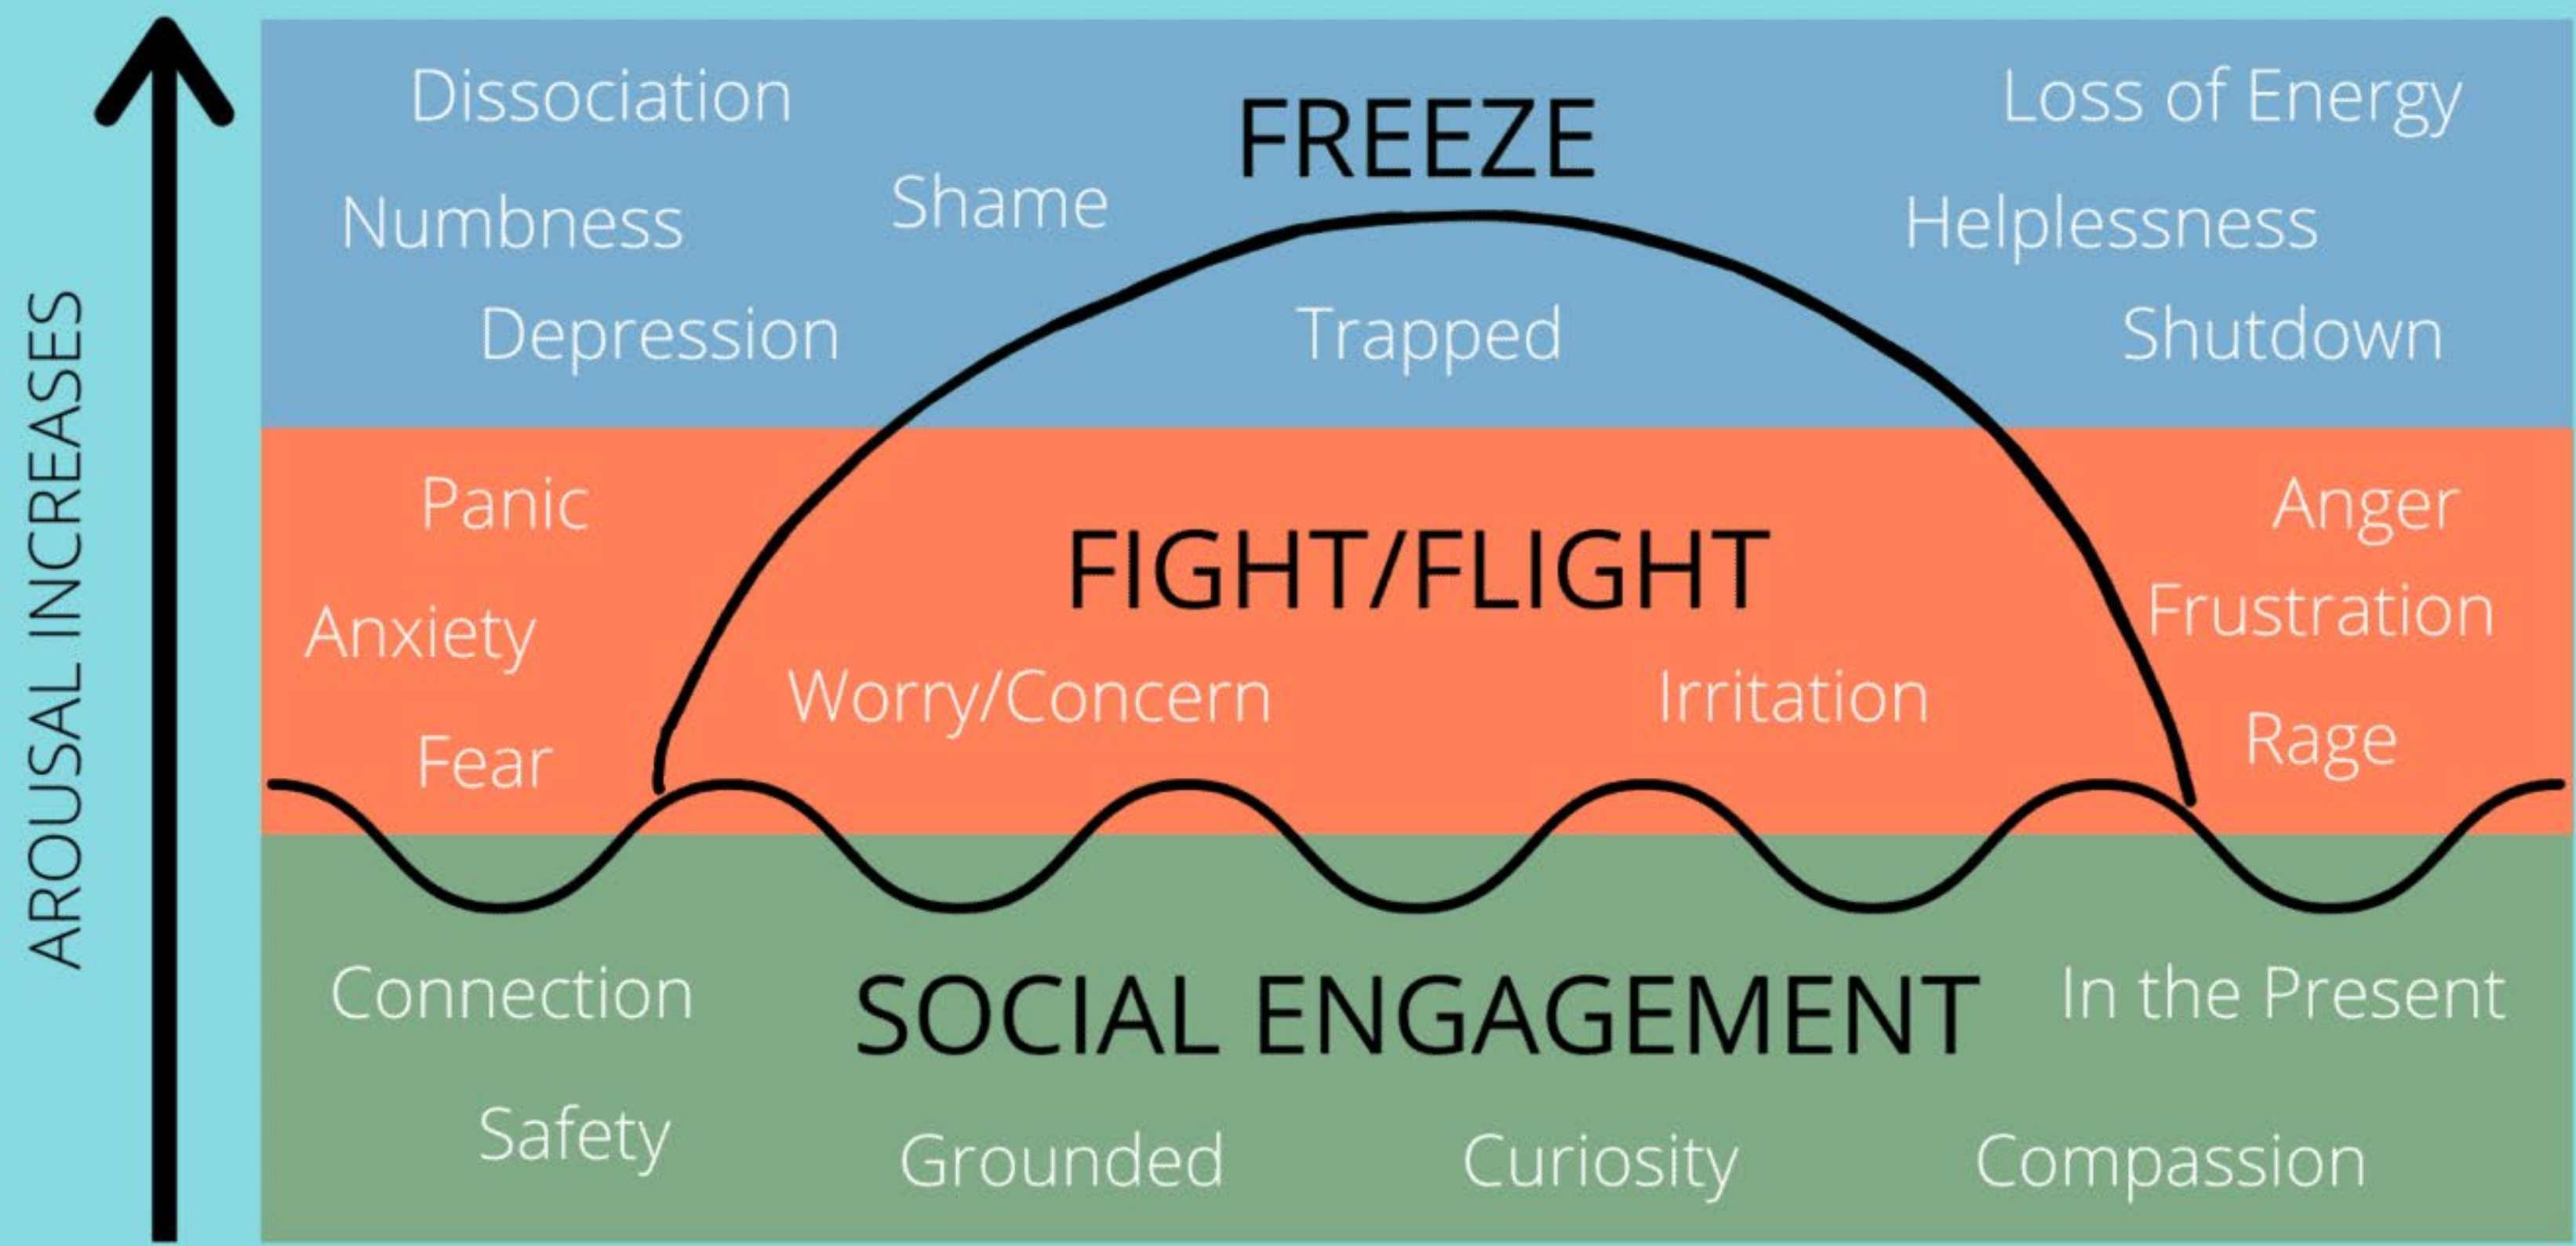 AROUSAL INCREASES
Dissociation
FREEZE
Loss of Energy
Numbness
Shame
Helplessness
Depression
Trapped
Shutdown
Panic
FIGHT/FLIGHT
Anger
Anxiety
Frustration
Worry/Concern
Irritation
Fear
Rage
Connection
SOCIAL ENGAGEMENT
In the Present
Safety
Grounded
Curiosity
Compassion